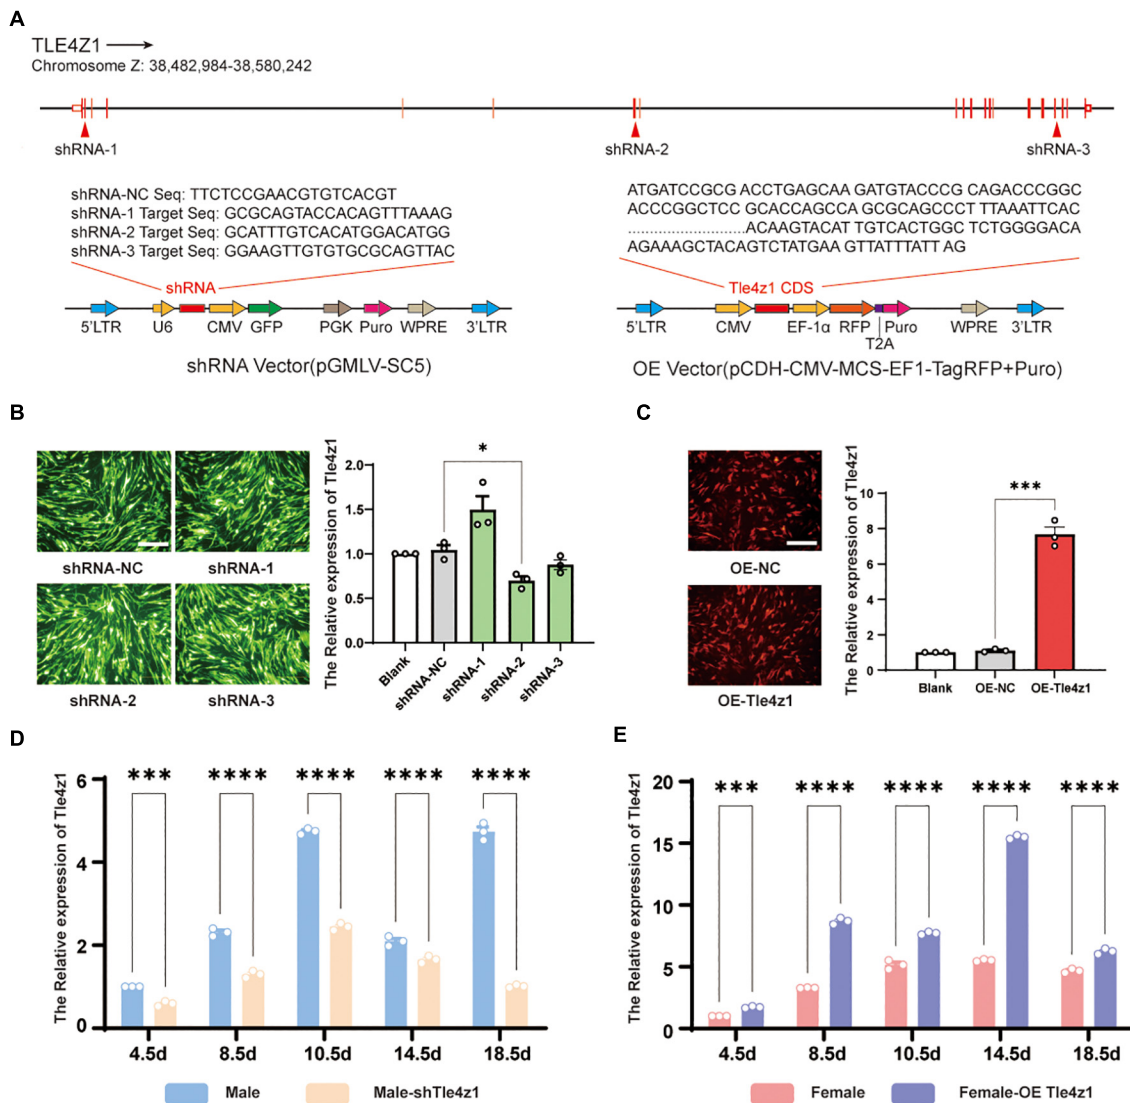 A
TLE4Z1
Chromosome Z: 38,482,984-38,580,242
shRNA-1
shRNA-2
shRNA-3
shRNA-NC Seq: TTCTCCGAACGTGTCACGT
shRNA-1 Target Seq: GCGCAGTACCACAGTTTAAAG
shRNA-2 Target Seq: GCATTTGTCACATGGACATGG
shRNA-3 Target Seq: GGAAGTTGTGTGCGCAGTTAC
shRNA
5'LTR U6 CMV GFP PGK Puro WPRE 3'LTR
shRNA Vector(pGMLV-SC5)
ATGATCCGCG ACCTGAGCAA GATGTACCCG CAGACCCGGC
ACCCGGCTCC GCACCAGCCA GCGCAGCCCT TTAAATTCAC
...........................ACAAGTACAT TGTCACTGGC TCTGGGGACA
AGAAAGCTACAGTCTATGAA GTTATTTATT AG
Tle4z1 CDS
5'LTR CMV EF-1α RFP Puro WPRE 3'LTR
T2A
OE Vector(pCDH-CMV-MCS-EF1-TagRFP+Puro)
B
shRNA-NC
shRNA-1
shRNA-2
shRNA-3
The Relative expression of Tle4z1
2.0
1.5
1.0
0.5
0.0
*
Blank
shRNA-NC
shRNA-1
shRNA-2
shRNA-3
C
OE-NC
OE-Tle4z1
The Relative expression of Tle4z1
10
8
6
4
2
0
***
Blank
OE-NC
OE-Tle4z1
D
The Relative expression of Tle4z1
6
4
2
0
*** **** **** **** ****
4.5d 8.5d 10.5d 14.5d 18.5d
Male
Male-shTle4z1
E
The Relative expression of Tle4z1
20
15
10
5
0
*** **** **** **** ****
4.5d 8.5d 10.5d 14.5d 18.5d
Female
Female-OE Tle4z1